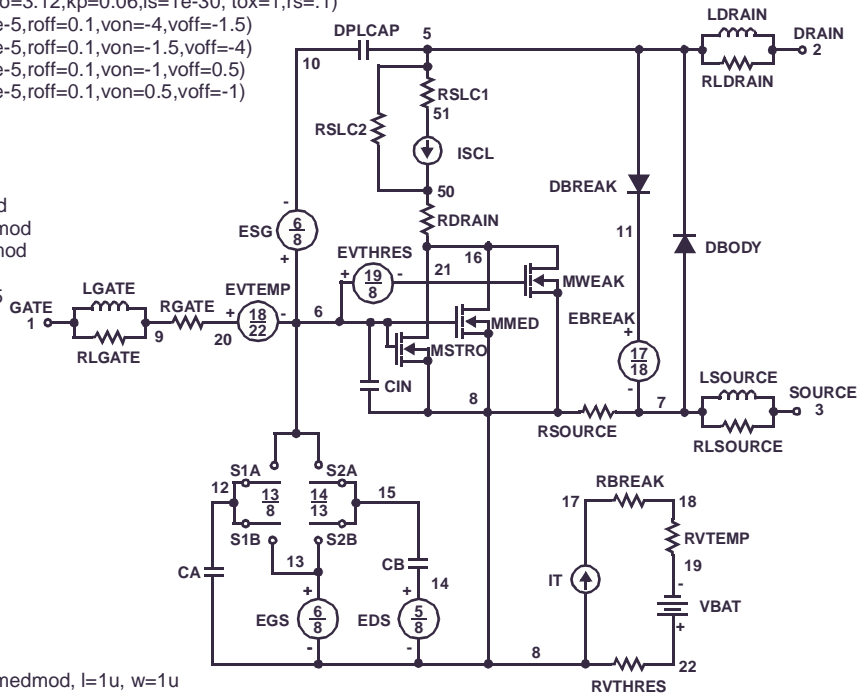 o=3.12,kp=0.06,is=1e-30, tox=1,rs=.1)
e-5,roff=0.1,von=-4,voff=-1.5)
e-5,roff=0.1,von=-1.5,voff=-4)
e-5,roff=0.1,von=-1,voff=0.5)
e-5,roff=0.1,von=0.5,voff=-1)
LDRAIN
DPLCAP
5
DRAIN
2
10
RLDRAIN
RSLC1
51
RSLC2
ISCL
50
DBREAK
d
mod
mod
-
ESG
6
8
+
RDRAIN
11
DBODY
EVTHRES
+
19
8
-
21
16
MWEAK
5
GATE
1
LGATE
RLGATE
9
RGATE
20
EVTEMP
+
18
22
-
6
MMED
MSTRO
EBREAK
+
17
18
-
CIN
8
7
LSOURCE
SOURCE
3
RSOURCE
RLSOURCE
S1A
S2A
12
13
8
14
13
15
S1B
S2B
13
CA
CB
14
RBREAK
17
18
RVTEMP
19
IT
-
VBAT
+
+
EGS
6
8
-
+
EDS
5
8
-
8
22
RVTHRES
medmod, l=1u, w=1u